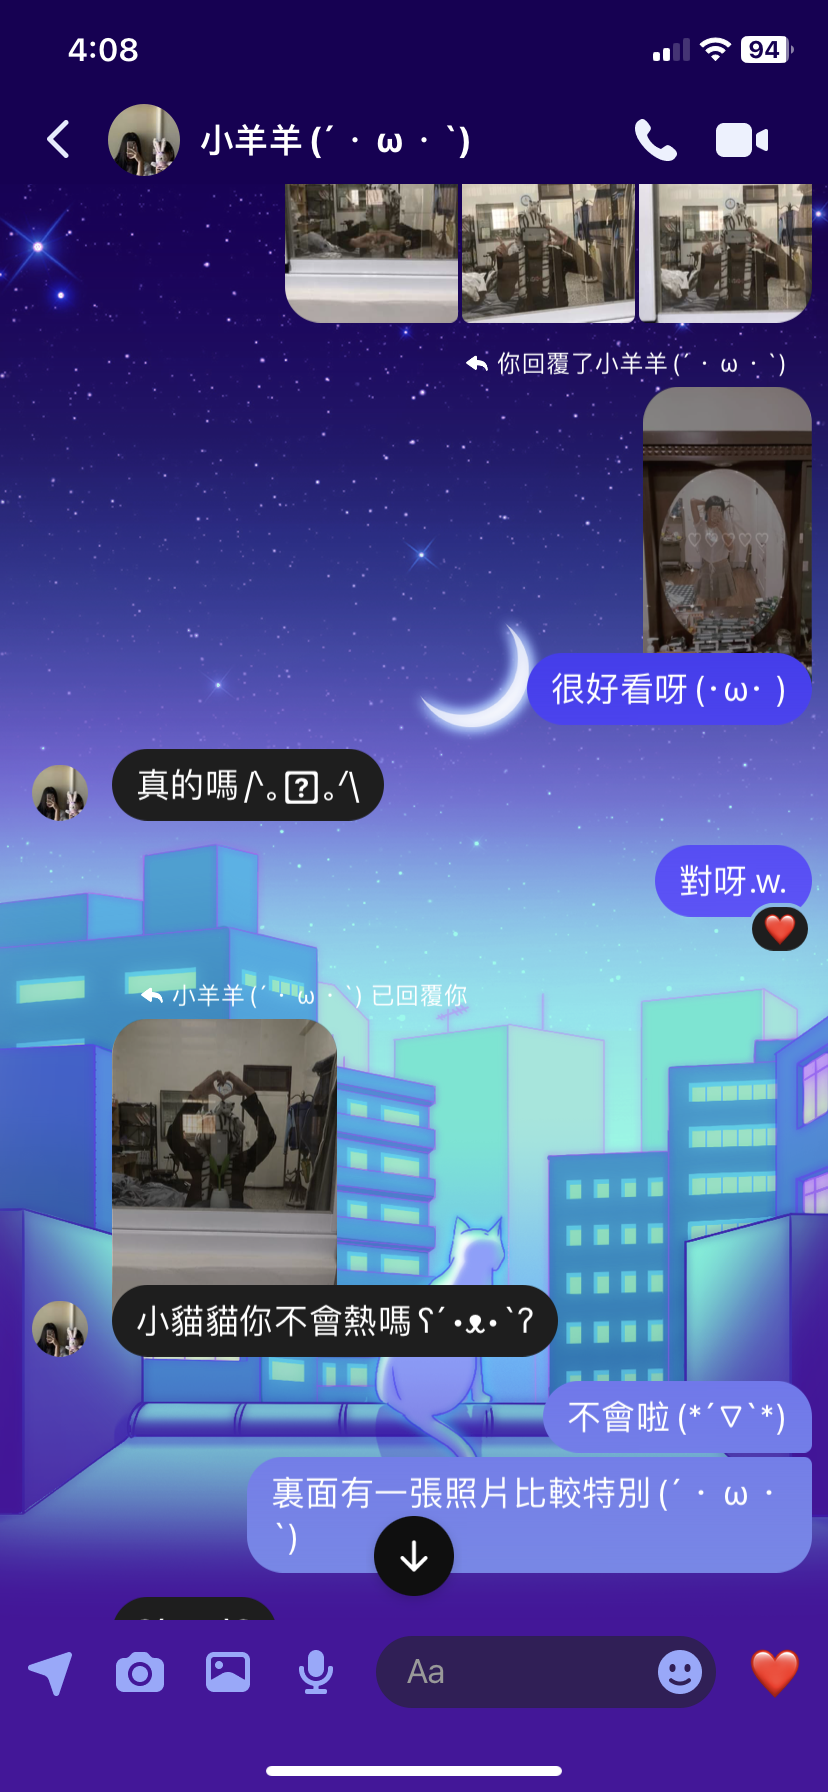 4:08
94
小羊羊 (´・ω・`)
你回覆了小羊羊 (´・ω・`)
很好看呀 (·ω· )
真的嗎 /^｡⍰｡^\
對呀.w.
小羊羊 (´・ω・`) 已回覆你
小貓貓你不會熱嗎 ʕ´•ᴥ•`ʔ
不會啦 (*´∇`*)
裏面有一張照片比較特別 (´・ω・
`)
Aa